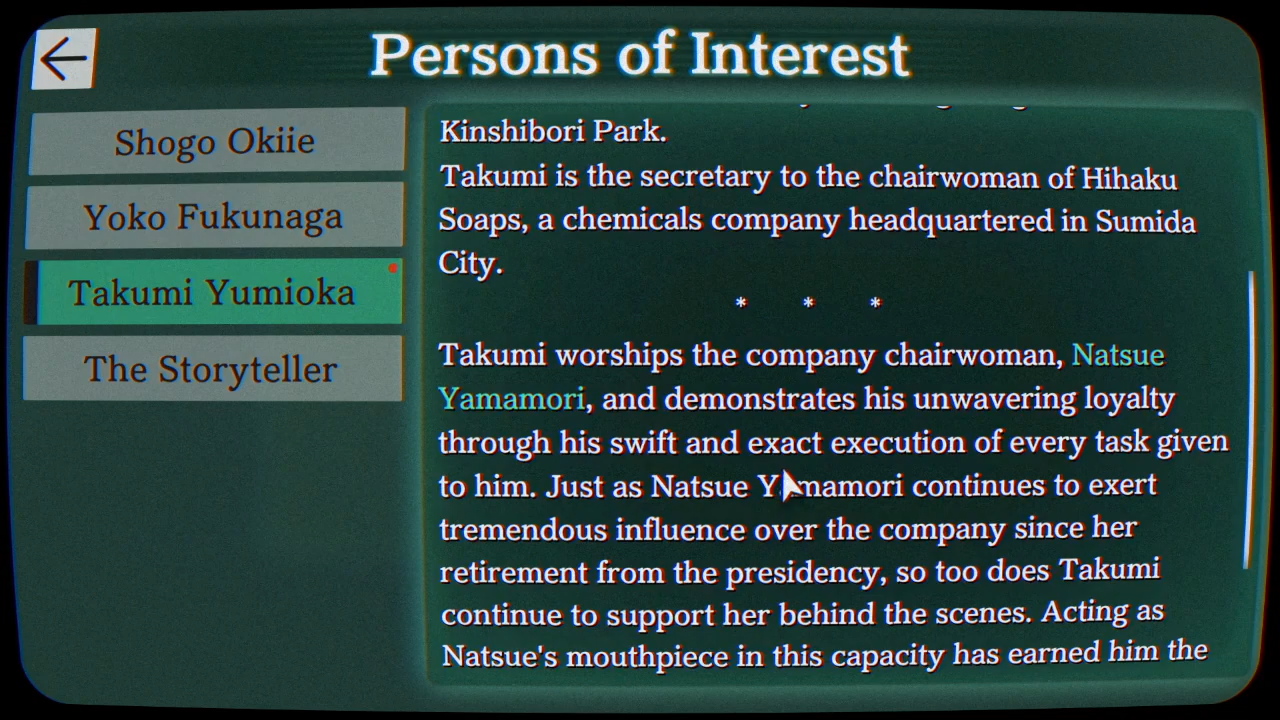 Persons of Interest
Shogo Okiie
Yoko Fukunaga
Takumi Yumioka
The Storyteller
Kinshibori Park.
Takumi is the secretary to the chairwoman of Hihaku
Soaps, a chemicals company headquartered in Sumida
City.
* * *
Takumi worships the company chairwoman, Natsue
Yamamori, and demonstrates his unwavering loyalty
through his swift and exact execution of every task given
to him. Just as Natsue Yamamori continues to exert
tremendous influence over the company since her
retirement from the presidency, so too does Takumi
continue to support her behind the scenes. Acting as
Natsue's mouthpiece in this capacity has earned him the